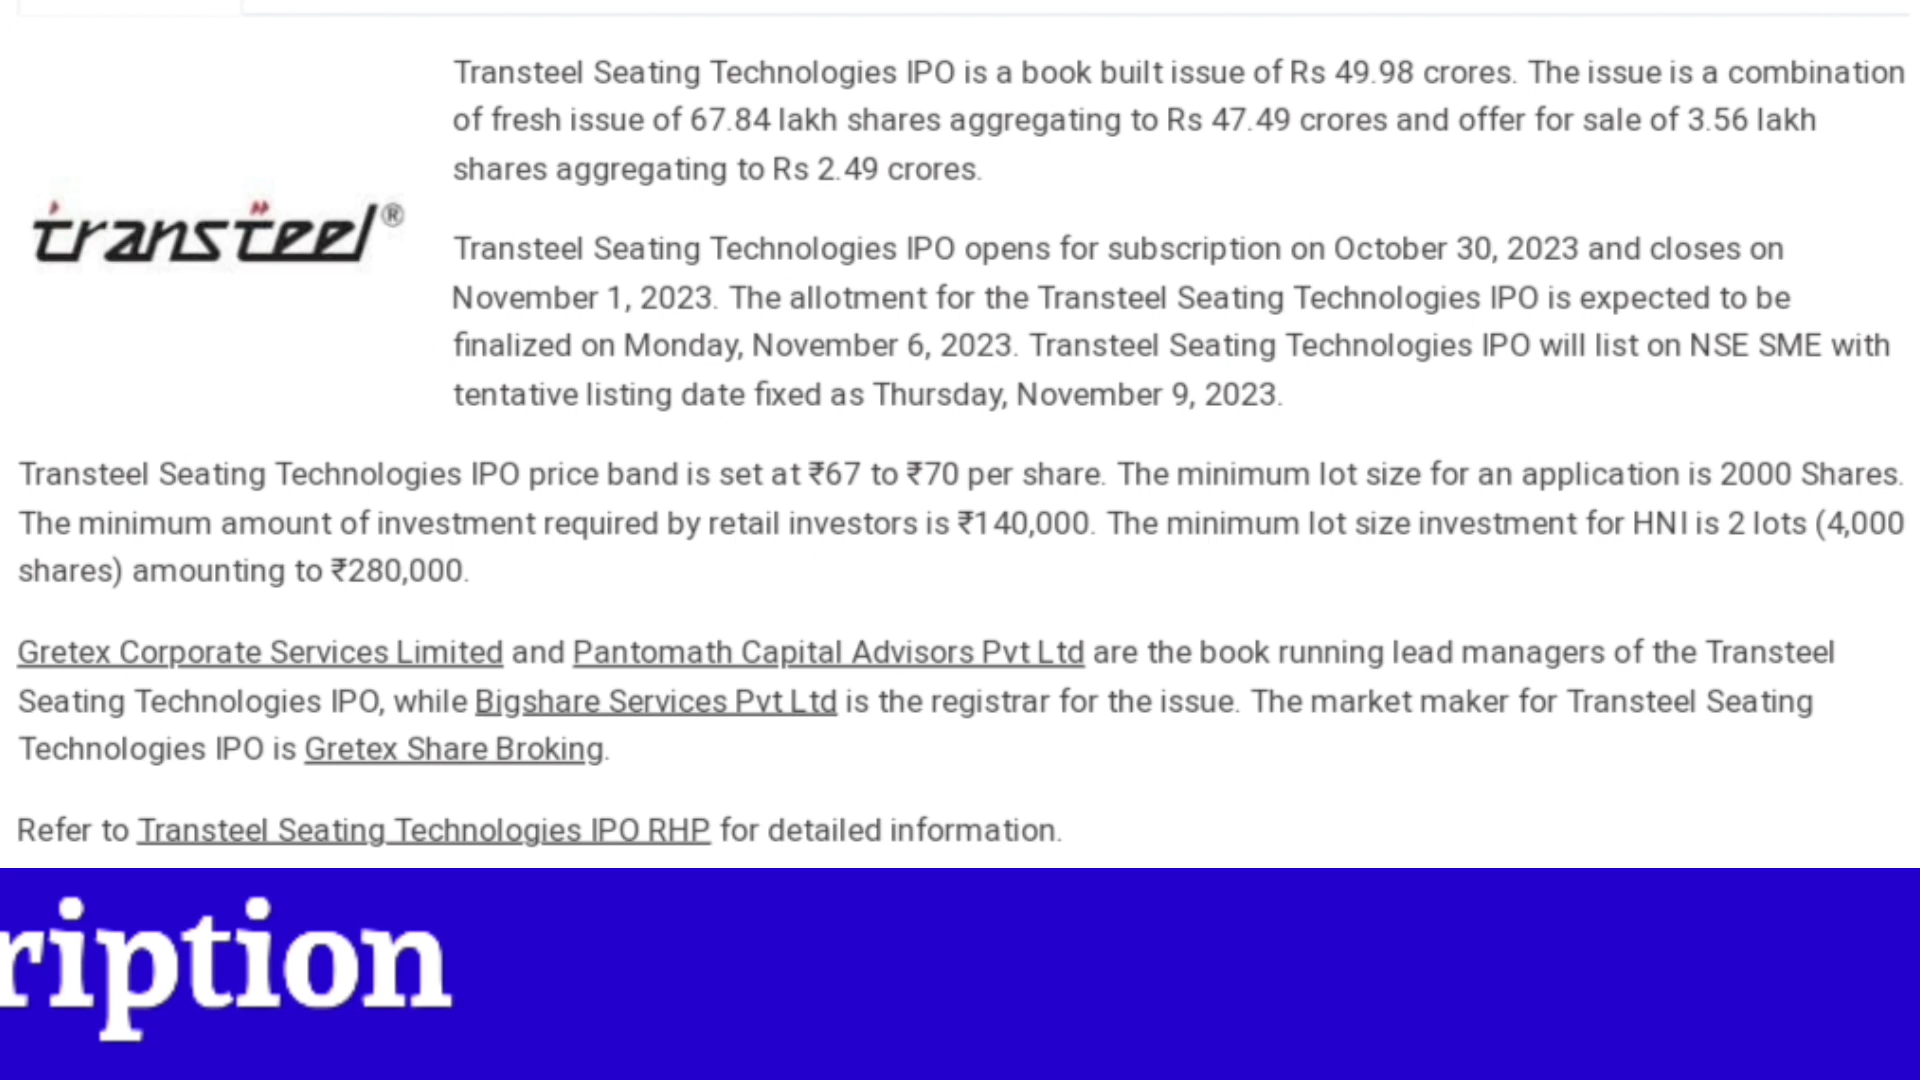 Transteel Seating Technologies IPO is a book built issue of Rs 49.98 crores. The issue is a combination
of fresh issue of 67.84 lakh shares aggregating to Rs 47.49 crores and offer for sale of 3.56 lakh
shares aggregating to Rs 2.49 crores.
transteel®
Transteel Seating Technologies IPO opens for subscription on October 30, 2023 and closes on
November 1, 2023. The allotment for the Transteel Seating Technologies IPO is expected to be
finalized on Monday, November 6, 2023. Transteel Seating Technologies IPO will list on NSE SME with
tentative listing date fixed as Thursday, November 9, 2023.
Transteel Seating Technologies IPO price band is set at ₹67 to ₹70 per share. The minimum lot size for an application is 2000 Shares.
The minimum amount of investment required by retail investors is ₹140,000. The minimum lot size investment for HNI is 2 lots (4,000
shares) amounting to ₹280,000.
Gretex Corporate Services Limited and Pantomath Capital Advisors Pvt Ltd are the book running lead managers of the Transteel
Seating Technologies IPO, while Bigshare Services Pvt Ltd is the registrar for the issue. The market maker for Transteel Seating
Technologies IPO is Gretex Share Broking.
Refer to Transteel Seating Technologies IPO RHP for detailed information.
ription